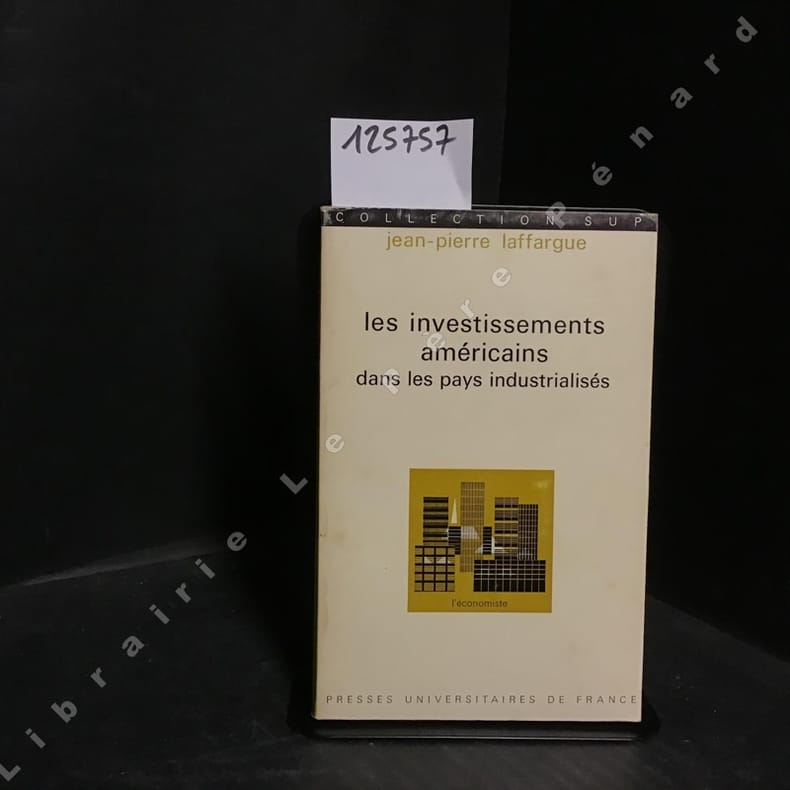 125757
COLLECTION SUP
jean-pierre laffargue
les investissements
américains
dans les pays industrialisés
l'économiste
PRESSES UNIVERSITAIRES DE FRANCE
Librairie Le Père Pénard